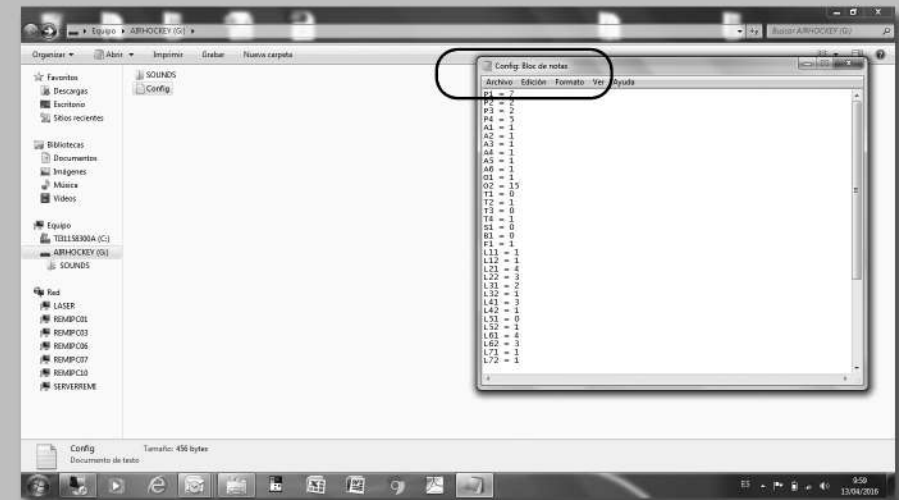 Equipo ▸ AIRHOCKEY (G:) ▸
Buscar AIRHOCKEY (G:)
Organizar
Abrir
Imprimir
Grabar
Nueva carpeta
Favoritos
Descargas
Escritorio
Sitios recientes
Bibliotecas
Documentos
Imágenes
Música
Vídeos
Equipo
TI31158300A (C:)
AIRHOCKEY (G:)
SOUNDS
Red
LASER
REMIPC01
REMIPC03
REMIPC06
REMIPC07
REMIPC10
SERVERREMI
SOUNDS
Config
Config: Bloc de notas
Archivo Edición Formato Ver Ayuda
P1 = 7
P2 = 2
P3 = 2
P4 = 5
A1 = 1
A2 = 1
A3 = 1
A4 = 1
A5 = 1
A6 = 1
O1 = 1
O2 = 15
T1 = 0
T2 = 1
T3 = 0
T4 = 1
S1 = 0
B1 = 0
F1 = 1
L11 = 1
L12 = 1
L21 = 4
L22 = 3
L31 = 2
L32 = 1
L41 = 3
L42 = 1
L51 = 0
L52 = 1
L61 = 4
L62 = 3
L71 = 1
L72 = 1
Config
Tamaño: 456 bytes
Documento de texto
ES
9:59
13/04/2016